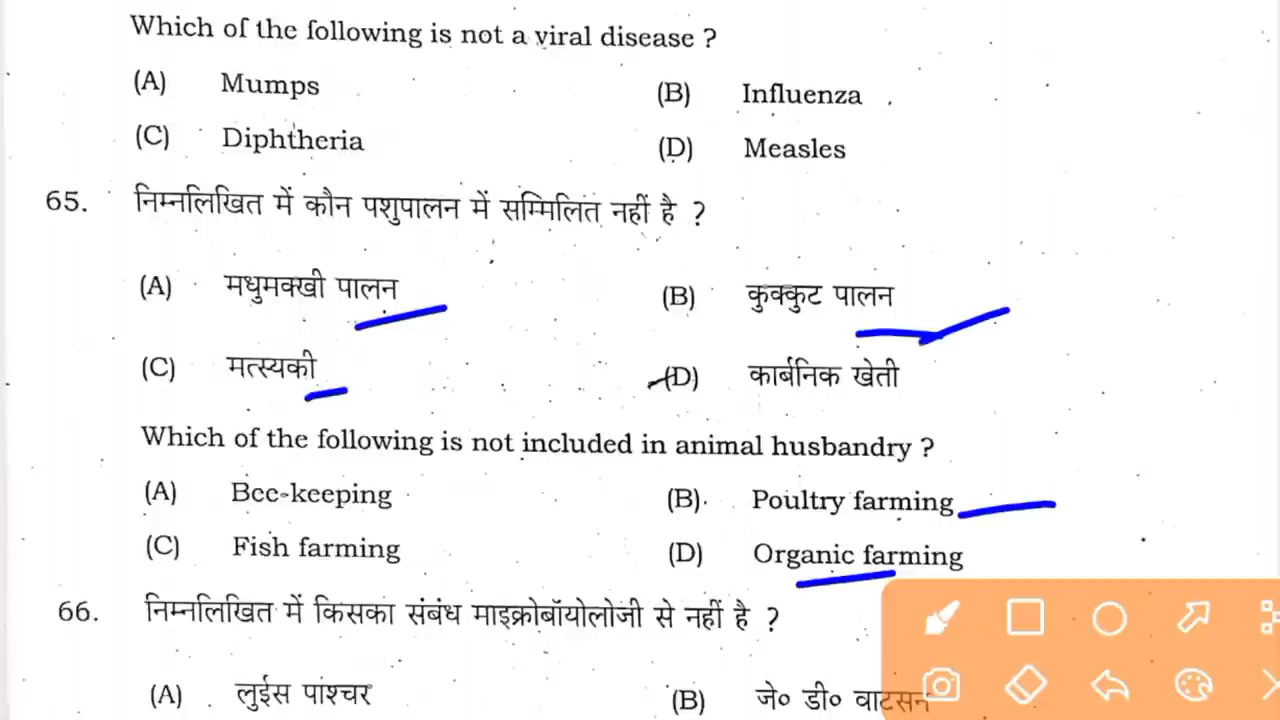 Which of the following is not a viral disease ?
(A) Mumps (B) Influenza
(C) Diphtheria (D) Measles
65. निम्नलिखित में कौन पशुपालन में सम्मिलित नहीं है ?
(A) मधुमक्खी पालन (B) कुक्कुट पालन
(C) मत्स्यकी (D) कार्बनिक खेती
Which of the following is not included in animal husbandry ?
(A) Bee-keeping (B) Poultry farming
(C) Fish farming (D) Organic farming
66. निम्नलिखित में किसका संबंध माइक्रोबॉयोलोजी से नहीं है ?
(A) लुईस पांश्चर (B) जे० डी० वाटसन